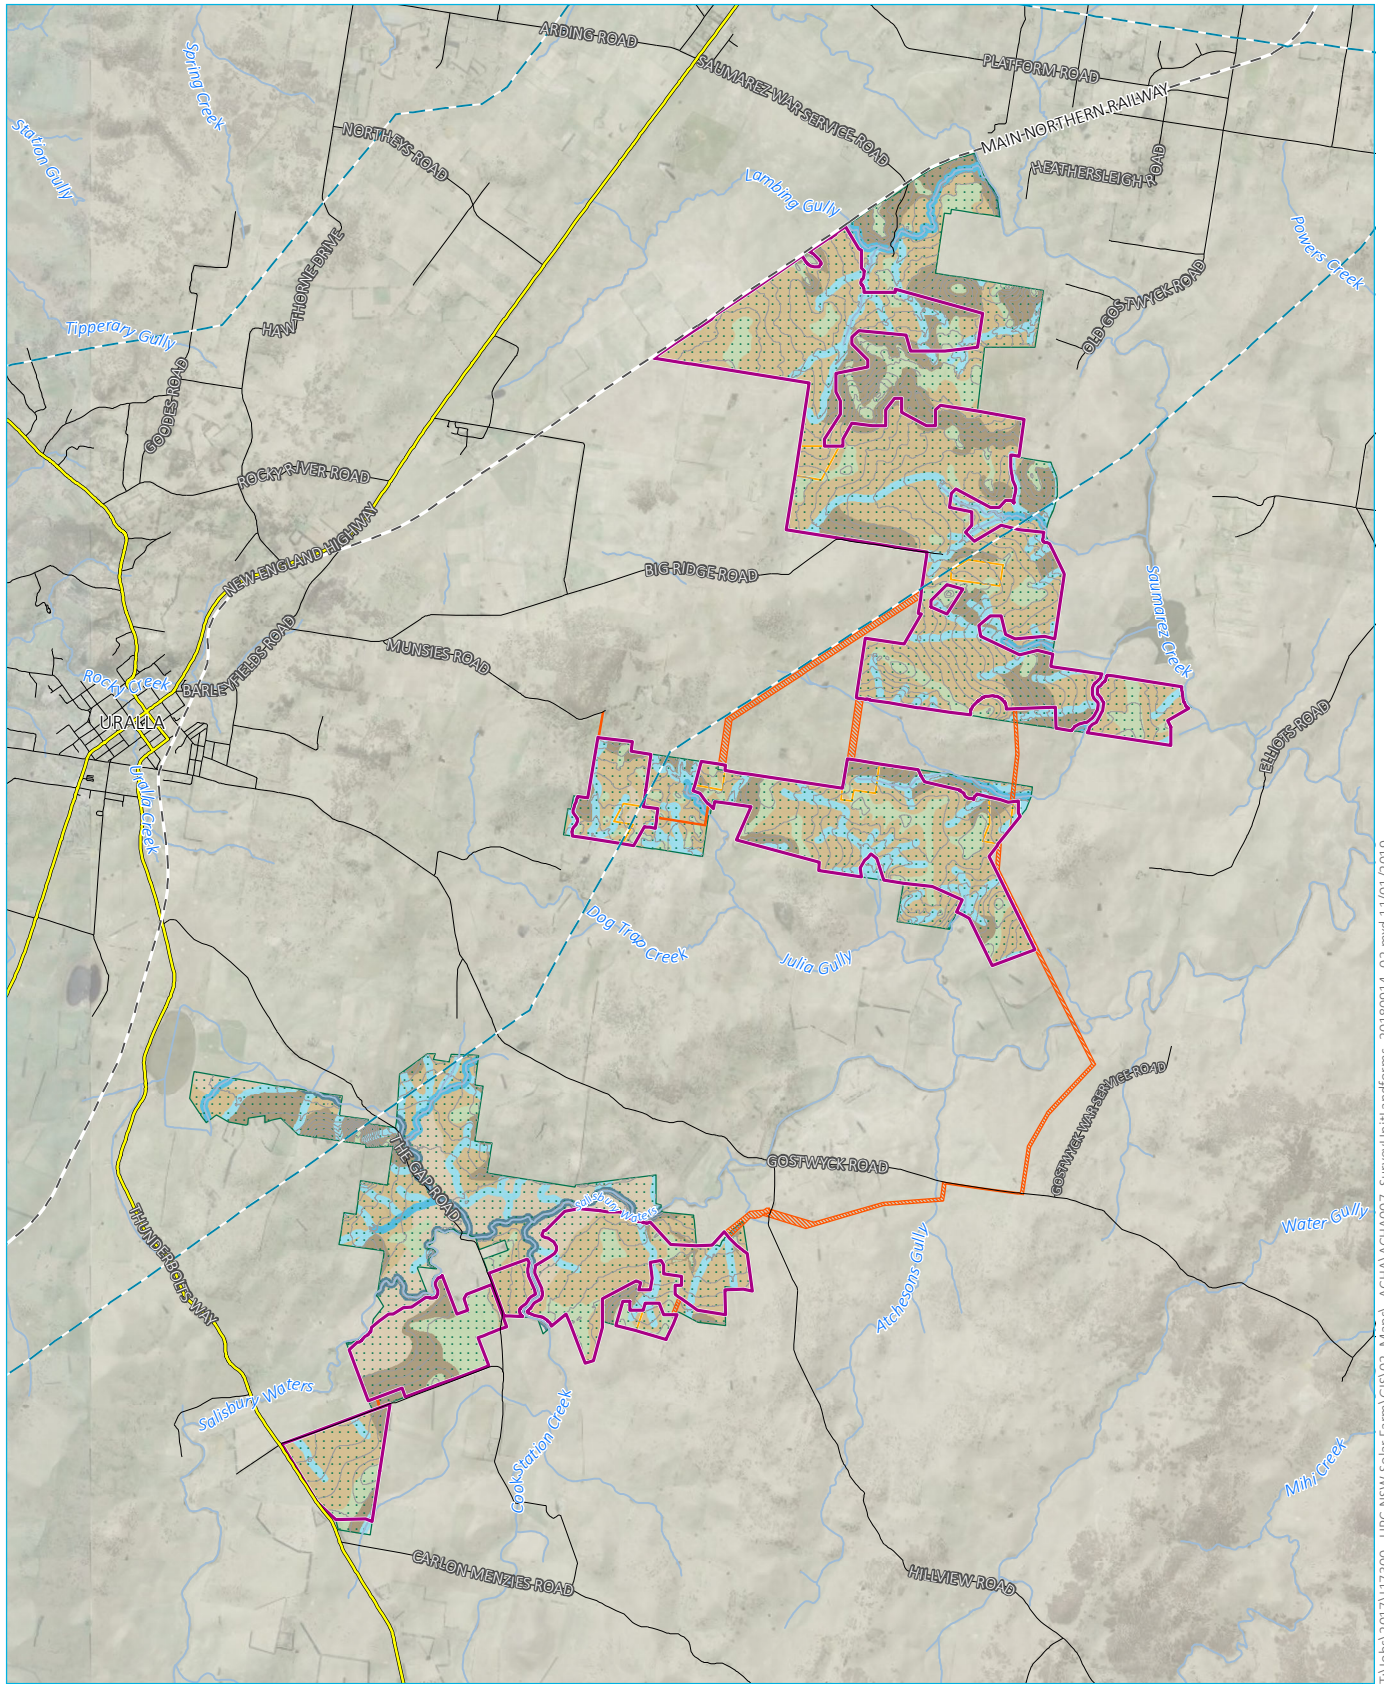 ARDING ROAD
SAUMAREZ WAR SERVICE ROAD
PLATFORM ROAD
MAIN NORTHERN RAILWAY
HEATHERSLEIGH ROAD
Spring Creek
Station Gully
NORTHEYS ROAD
Lambing Gully
Powers Creek
HAWTHORNE DRIVE
OLD GOSTWYCK ROAD
Tipperary Gully
GOODES ROAD
ROCKY RIVER ROAD
NEW ENGLAND HIGHWAY
BIG RIDGE ROAD
Saumarez Creek
BARLEYFIELDS ROAD
MUNSIES ROAD
Rocky Creek
URALLA
ELLIOTS ROAD
Uralla Creek
Dog Trap Creek
Julia Gully
GOSTWYCK WAR SERVICE ROAD
THE GAP ROAD
GOSTWYCK ROAD
Salisbury Waters
Water Gully
THUNDERBOLTS WAY
Atchesons Gully
Salisbury Waters
Cook Station Creek
Mihi Creek
CARLON MENZIES ROAD
HILLVIEW ROAD